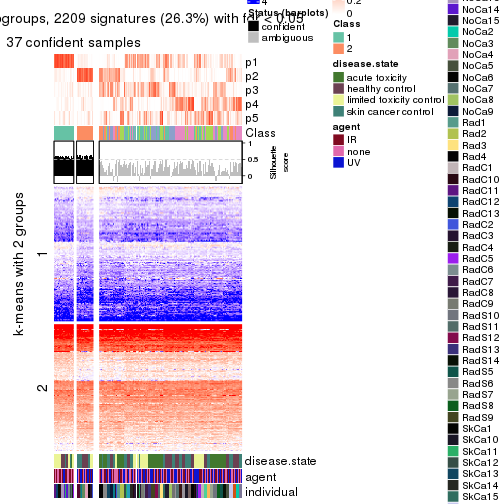 groups, 2209 signatures (26.3%) with fdr < 0.05
37 confident samples
p1
p2
p3
p4
p5
Class
1
0.5
0
Silhouette
score
k-means with 2 groups
1
2
disease.state
agent
individual
4
Status (barplots)
confident
ambiguous
0.2
0
Class
1
2
disease.state
acute toxicity
healthy control
limited toxicity control
skin cancer control
agent
IR
none
UV
NoCa14
NoCa15
NoCa2
NoCa3
NoCa4
NoCa5
NoCa6
NoCa7
NoCa8
NoCa9
Rad1
Rad2
Rad3
Rad4
RadC1
RadC10
RadC11
RadC12
RadC13
RadC2
RadC3
RadC4
RadC5
RadC6
RadC7
RadC8
RadC9
RadS10
RadS11
RadS12
RadS13
RadS14
RadS5
RadS6
RadS7
RadS8
RadS9
SkCa1
SkCa10
SkCa11
SkCa12
SkCa13
SkCa14
SkCa15